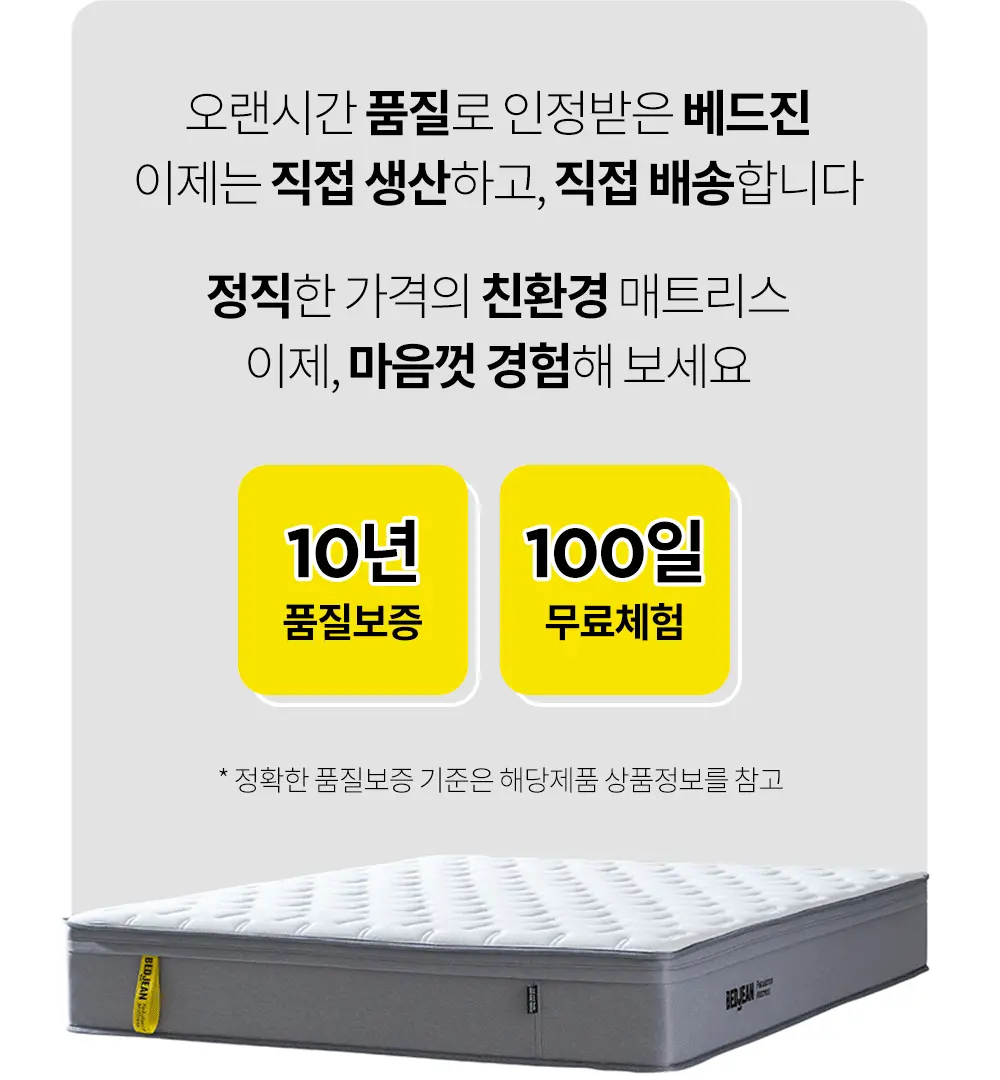 오랜시간 품질로 인정받은 베드진
이제는 직접 생산하고, 직접 배송합니다
정직한 가격의 친환경 매트리스
이제, 마음껏 경험해 보세요
10년
품질보증
100일
무료체험
* 정확한 품질보증 기준은 해당제품 상품정보를 참고
BEDJEAN
BEDJEAN